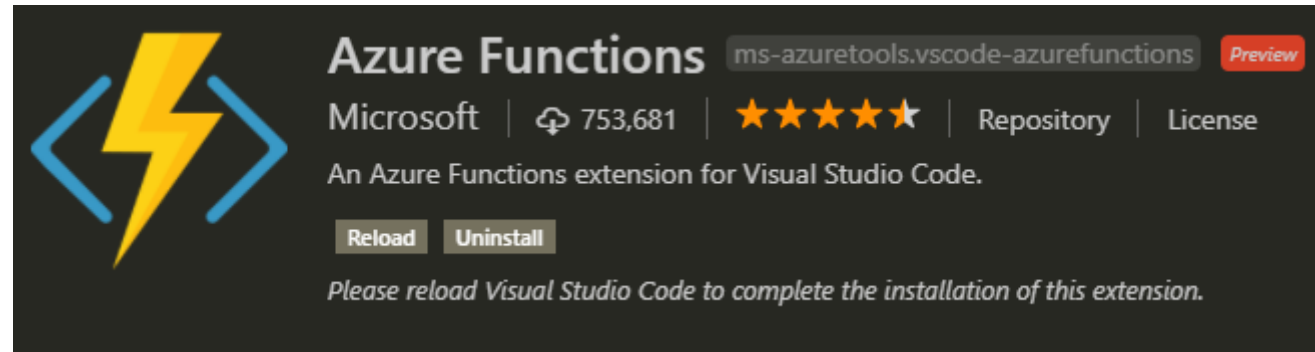 Azure Functions ms-azuretools.vscode-azurefunctions Preview
Microsoft 753,681 Repository License
An Azure Functions extension for Visual Studio Code.
Reload Uninstall
Please reload Visual Studio Code to complete the installation of this extension.